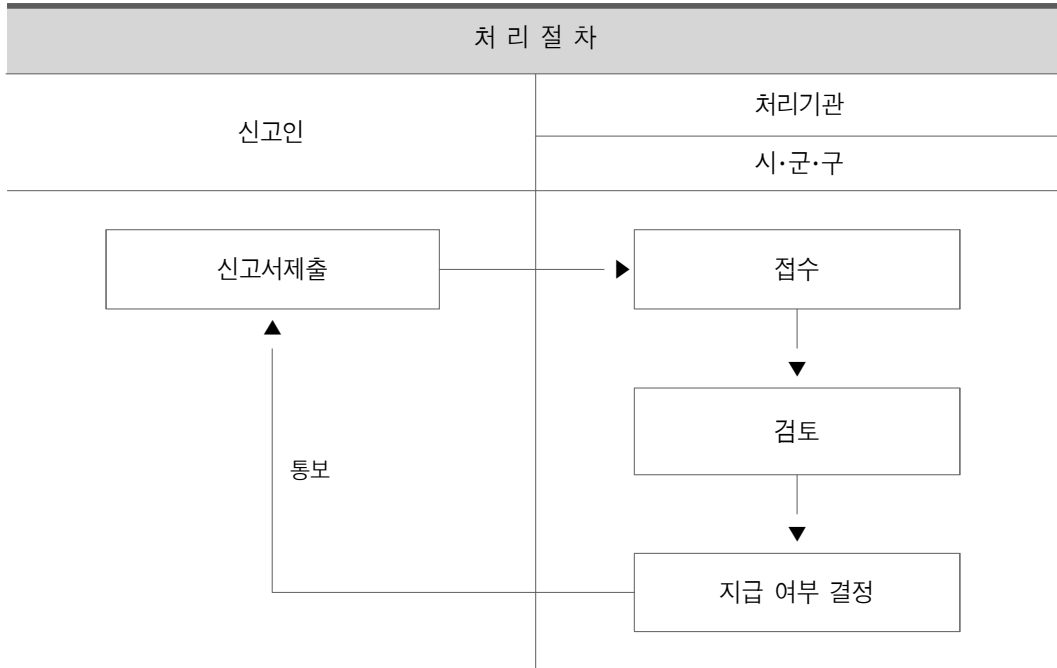 처 리 절 차
신고인
처리기관
시·군·구
신고서제출
접수
검토
통보
지급 여부 결정